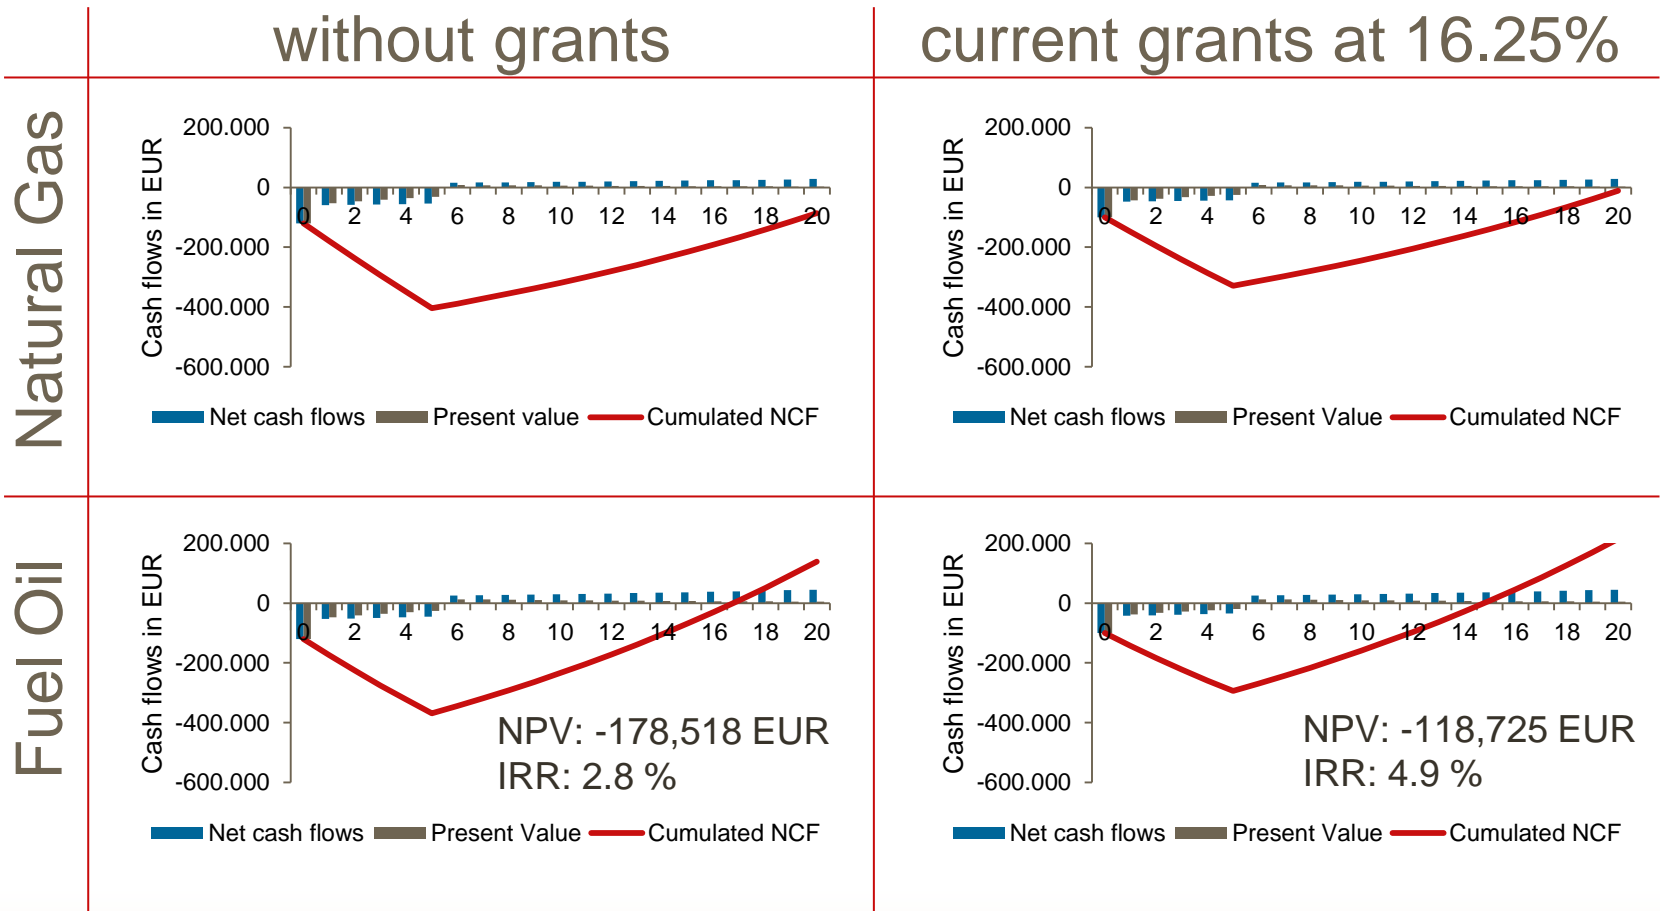 without grants
current grants at 16.25%
Natural Gas
Cash flows in EUR
200.000
0
-200.000
-400.000
-600.000
0 2 4 6 8 10 12 14 16 18 20
Net cash flows Present value Cumulated NCF
Cash flows in EUR
200.000
0
-200.000
-400.000
-600.000
0 2 4 6 8 10 12 14 16 18 20
Net cash flows Present Value Cumulated NCF
Fuel Oil
Cash flows in EUR
200.000
0
-200.000
-400.000
-600.000
0 2 4 6 8 10 12 14 16 18 20
NPV: -178,518 EUR
IRR: 2.8 %
Net cash flows Present Value Cumulated NCF
Cash flows in EUR
200.000
0
-200.000
-400.000
-600.000
0 2 4 6 8 10 12 14 16 18 20
NPV: -118,725 EUR
IRR: 4.9 %
Net cash flows Present Value Cumulated NCF